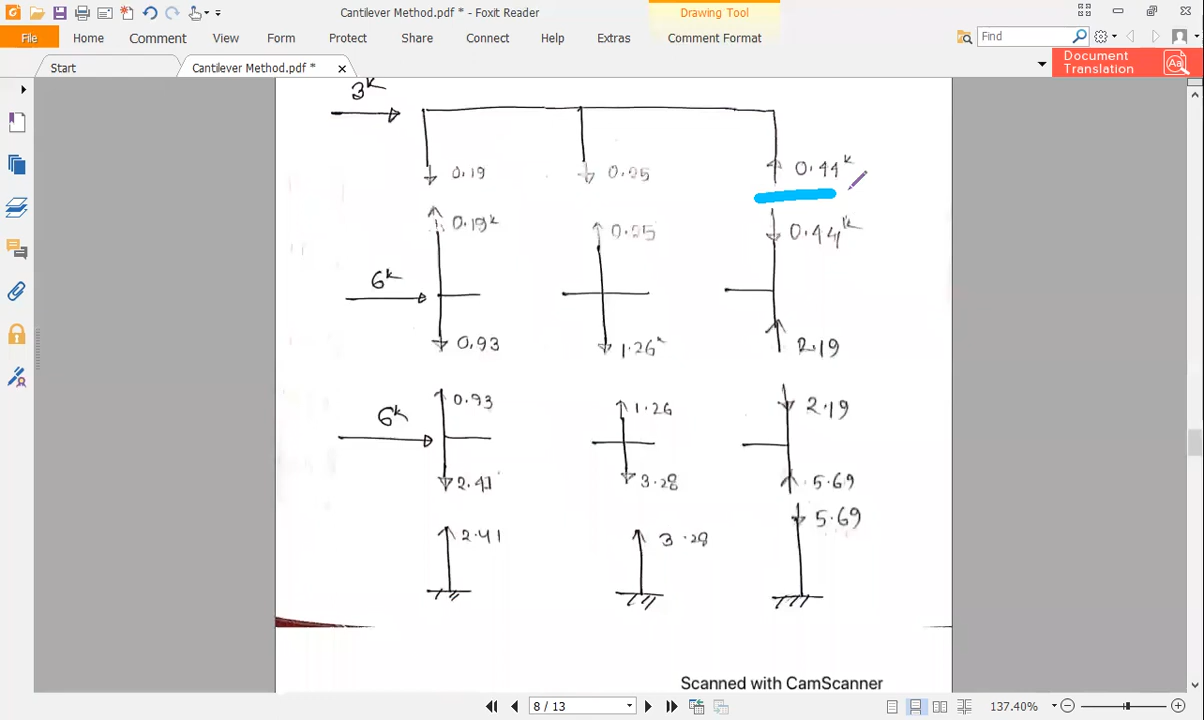 Cantilever Method.pdf * - Foxit Reader
Drawing Tool
File Home Comment View Form Protect Share Connect Help Extras Comment Format
Find
Start
Cantilever Method.pdf *
Document Translation
3k
0.19 0.25 0.44k
0.19k 0.25 0.44k
6k
0.93 1.26k 2.19
0.93 1.26 2.19
6k
2.41 3.28 5.69
2.41 3.28 5.69
Scanned with CamScanner
8 / 13
137.40%